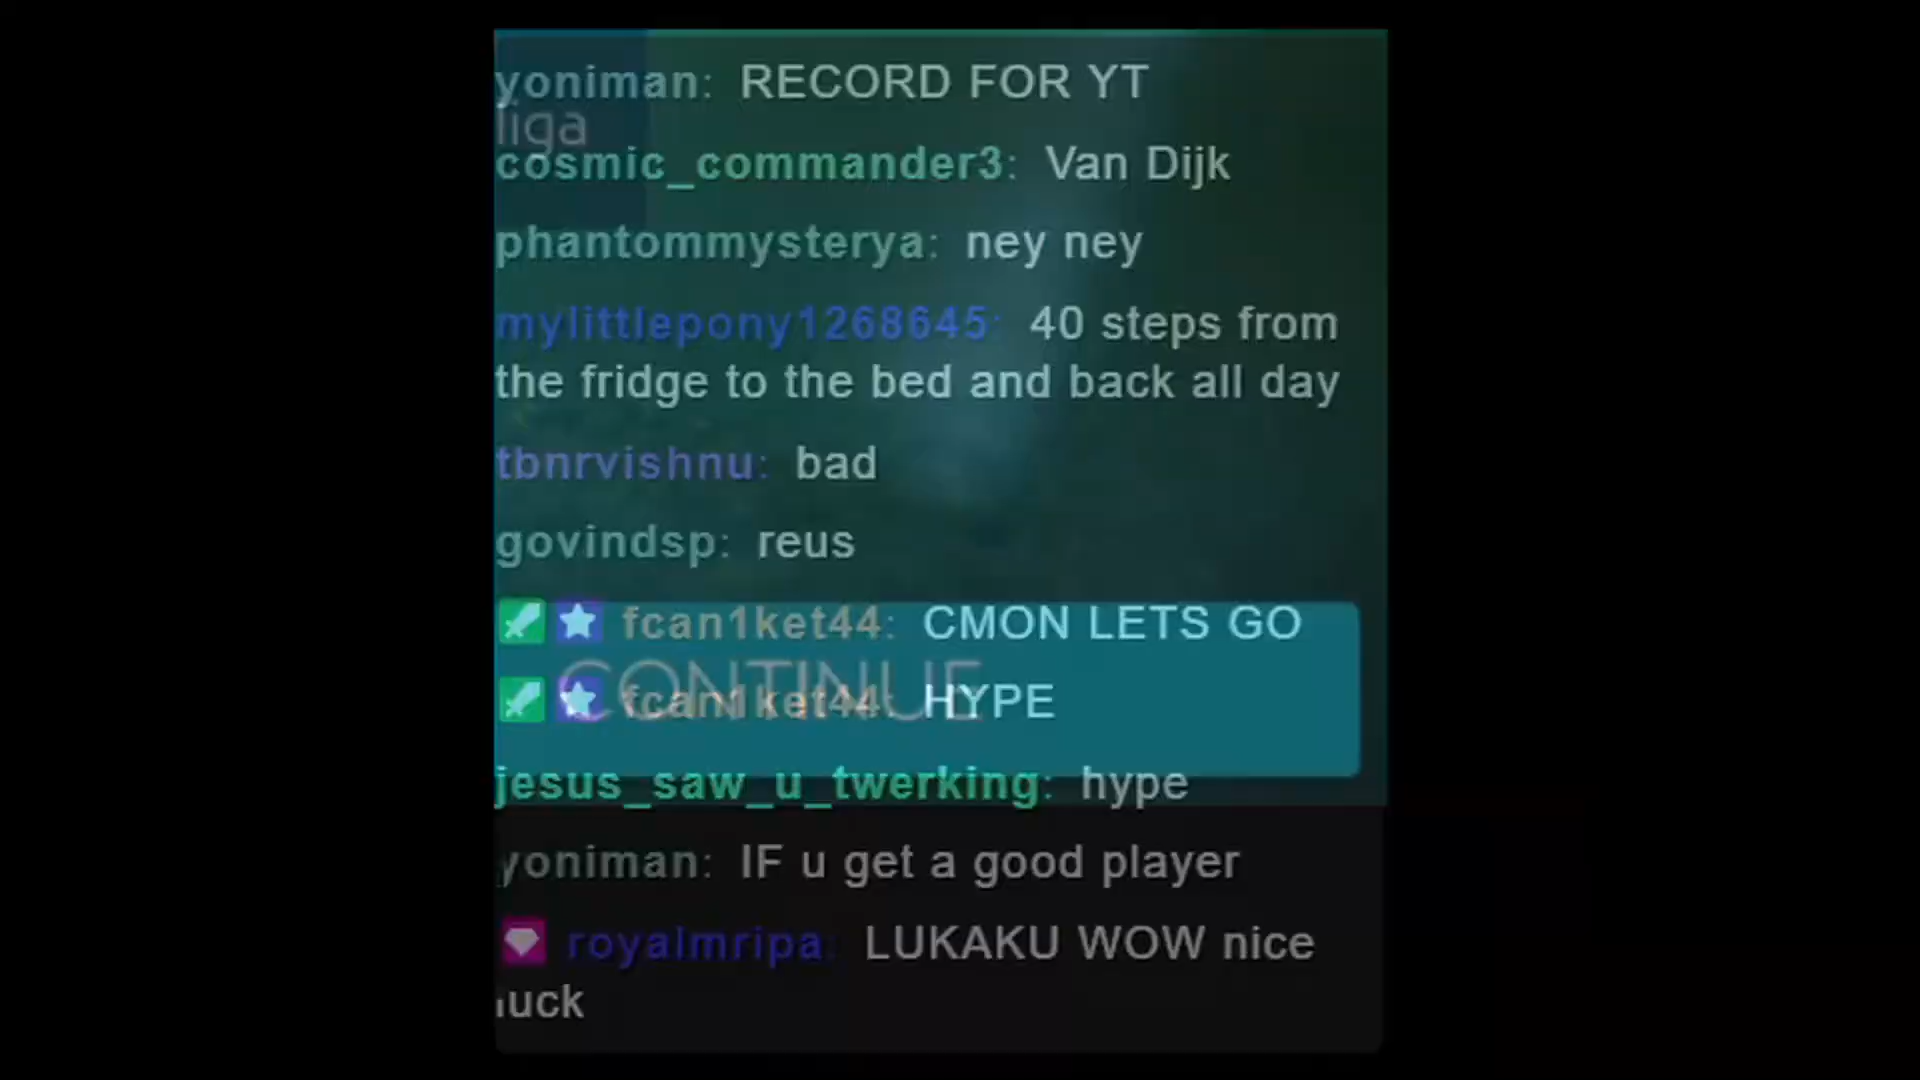 yoniman: RECORD FOR YT
liga
cosmic_commander3: Van Dijk
phantommysterya: ney ney
mylittlepony1268645: 40 steps from
the fridge to the bed and back all day
tbnrvishnu: bad
govindsp: reus
fcan1ket44: CMON LETS GO
CONTINUE
fcan1ket44: HYPE
jesus_saw_u_twerking: hype
yoniman: IF u get a good player
royalmripa: LUKAKU WOW nice